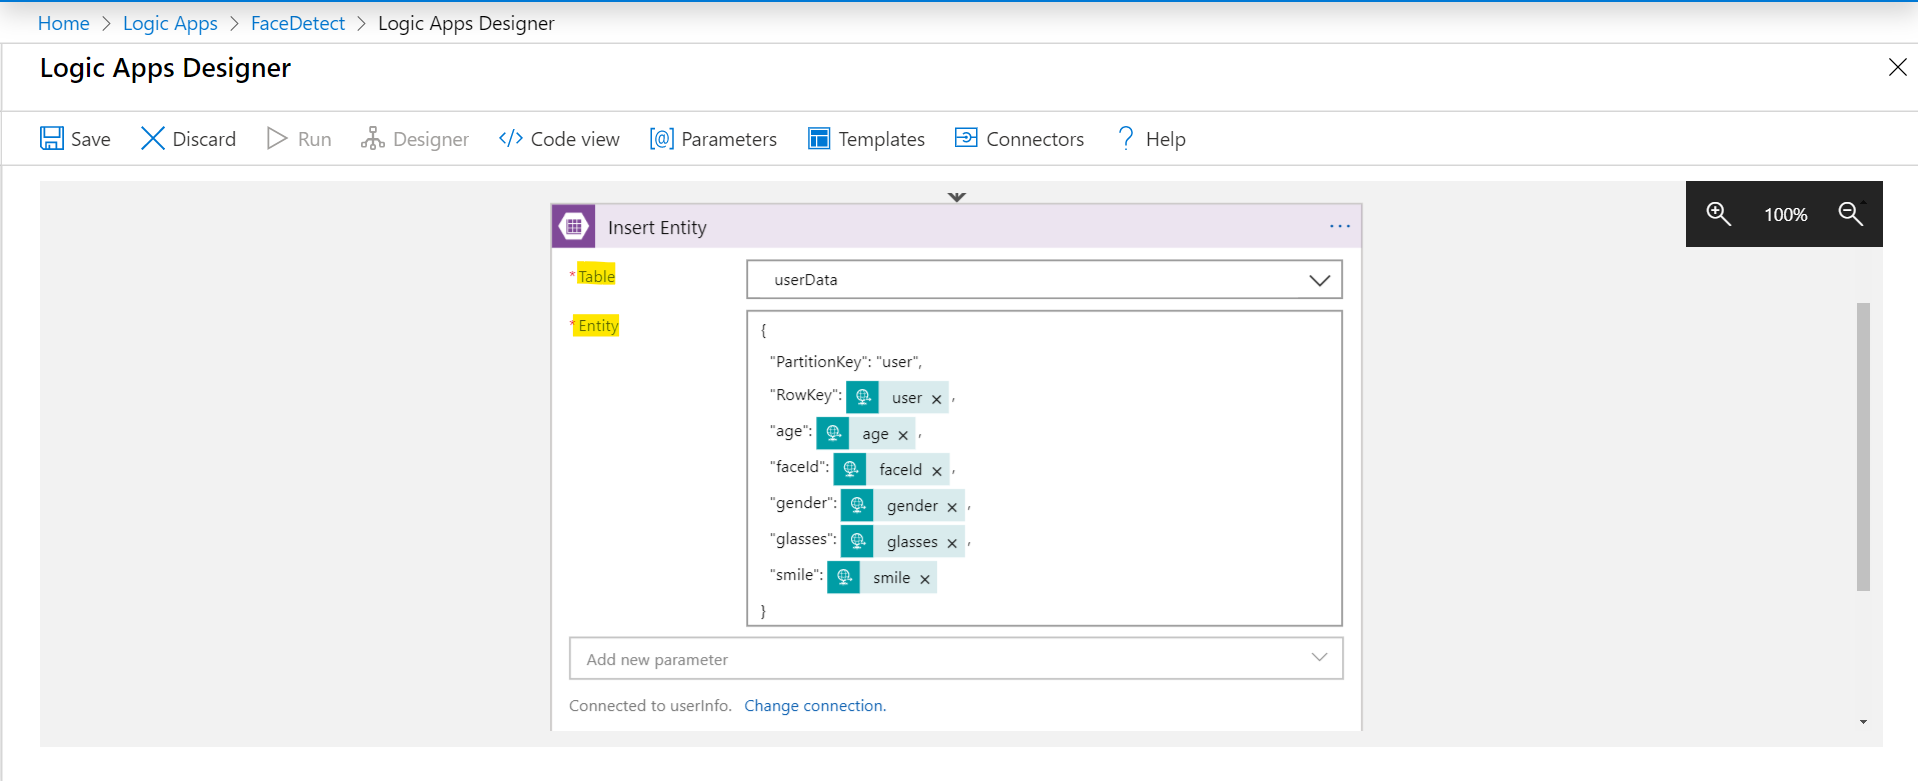 Home > Logic Apps > FaceDetect > Logic Apps Designer
Logic Apps Designer
Save Discard Run Designer </> Code view [@] Parameters Templates Connectors ? Help
100%
Insert Entity ...
*Table
userData
*Entity
{
"PartitionKey": "user",
"RowKey": user × ,
"age": age × ,
"faceId": faceId × ,
"gender": gender × ,
"glasses": glasses × ,
"smile": smile ×
}
Add new parameter
Connected to userInfo. Change connection.